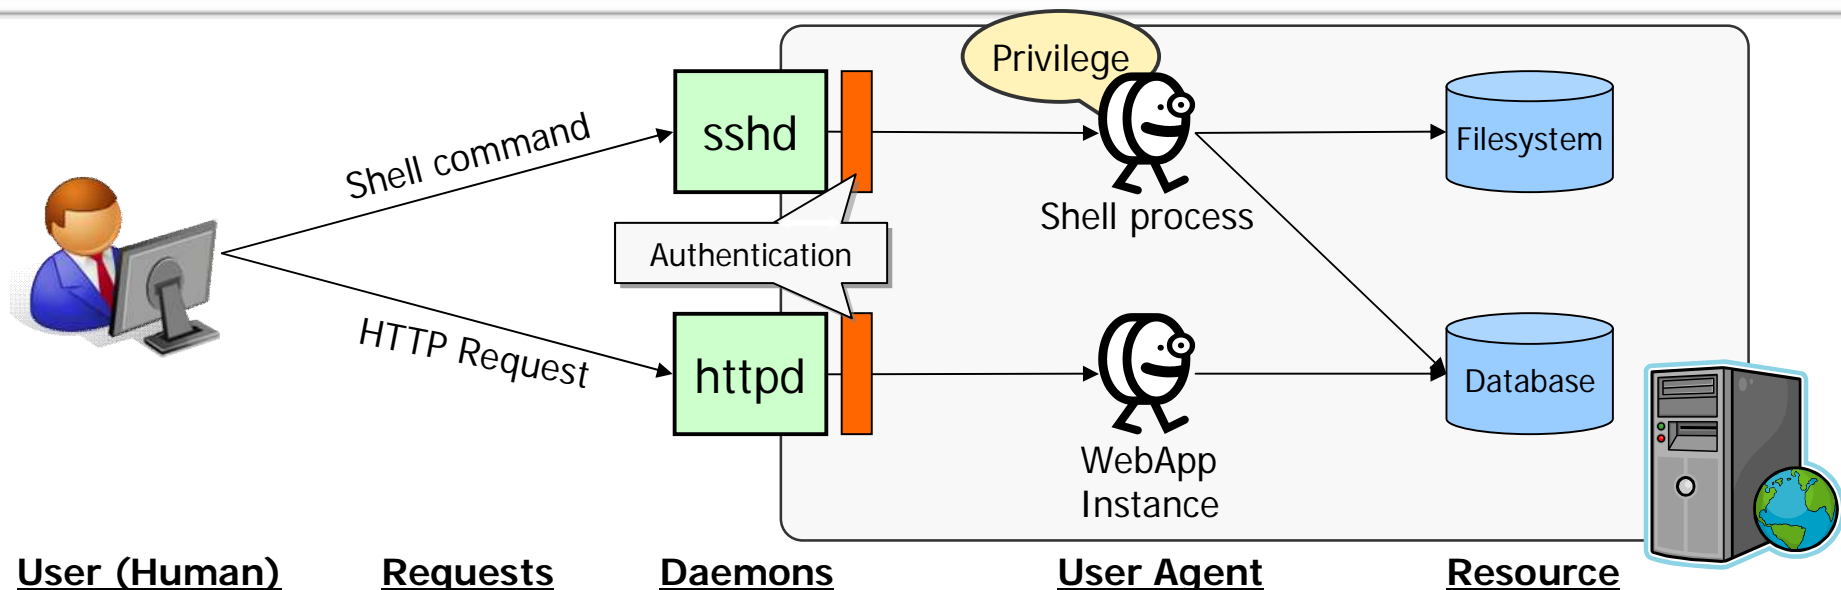 Privilege
sshd
Shell command
Filesystem
Shell process
Authentication
HTTP Request
httpd
Database
WebApp
Instance
User (Human)
Requests
Daemons
User Agent
Resource